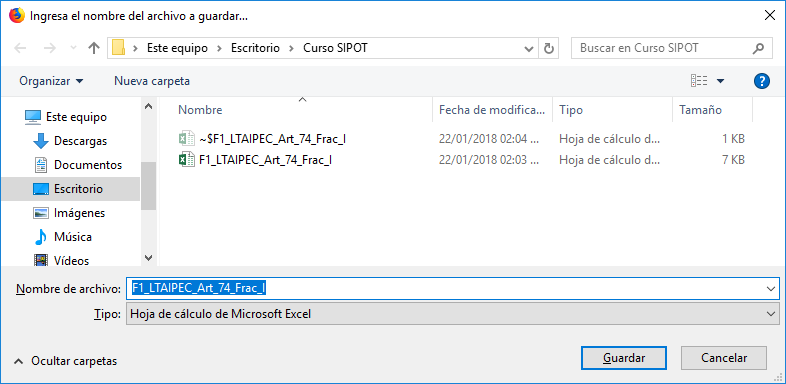 Ingresa el nombre del archivo a guardar...
Este equipo > Escritorio > Curso SIPOT
Buscar en Curso SIPOT
Organizar
Nueva carpeta
?
Nombre Fecha de modifica... Tipo Tamaño
Este equipo
Descargas
Documentos
Escritorio
Imágenes
Música
Vídeos
~$F1_LTAIPEC_Art_74_Frac_I 22/01/2018 02:04 ... Hoja de cálculo d... 1 KB
F1_LTAIPEC_Art_74_Frac_I 22/01/2018 02:03 ... Hoja de cálculo d... 7 KB
Nombre de archivo: F1_LTAIPEC_Art_74_Frac_I
Tipo: Hoja de cálculo de Microsoft Excel
Ocultar carpetas
Guardar
Cancelar